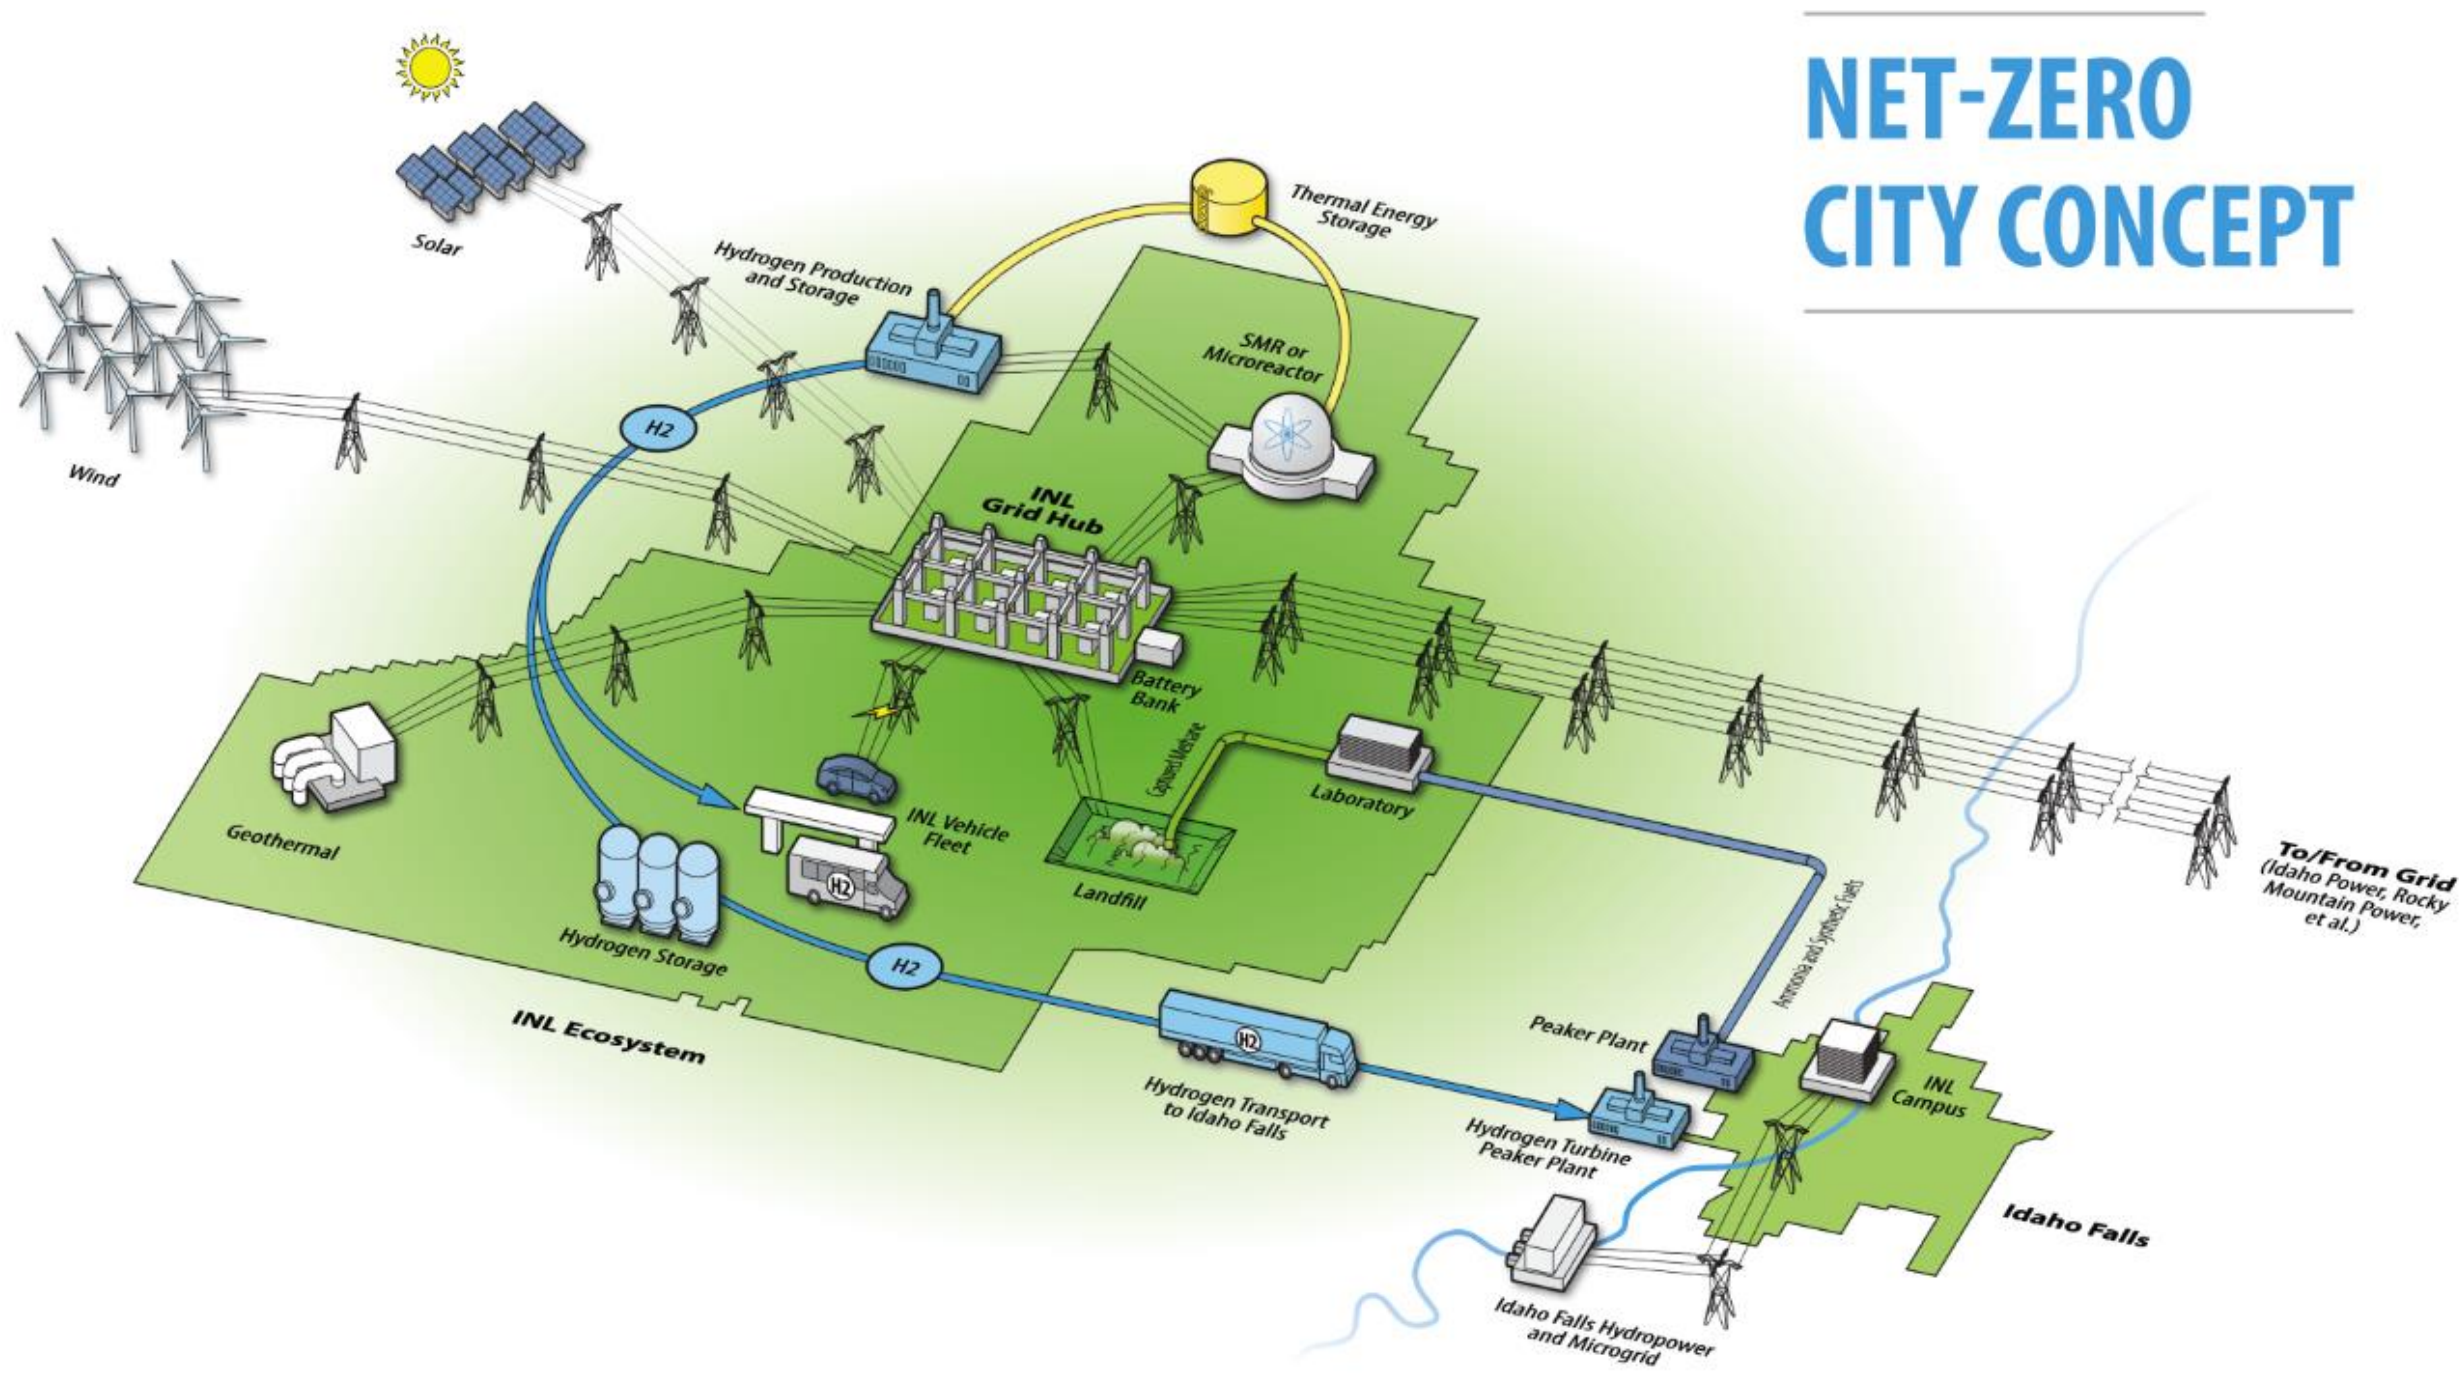 NET-ZERO
CITY CONCEPT
Solar
Wind
Hydrogen Production
and Storage
Thermal Energy
Storage
SMR or
Microreactor
H2
INL
Grid Hub
Battery
Bank
Captured Methane
Laboratory
Geothermal
INL Vehicle
Fleet
H2
Landfill
Hydrogen Storage
H2
INL Ecosystem
H2
Hydrogen Transport
to Idaho Falls
To/From Grid
(Idaho Power, Rocky
Mountain Power,
et al.)
Ammonia and Synthetic Fuels
Peaker Plant
INL
Campus
Hydrogen Turbine
Peaker Plant
Idaho Falls
Idaho Falls Hydropower
and Microgrid